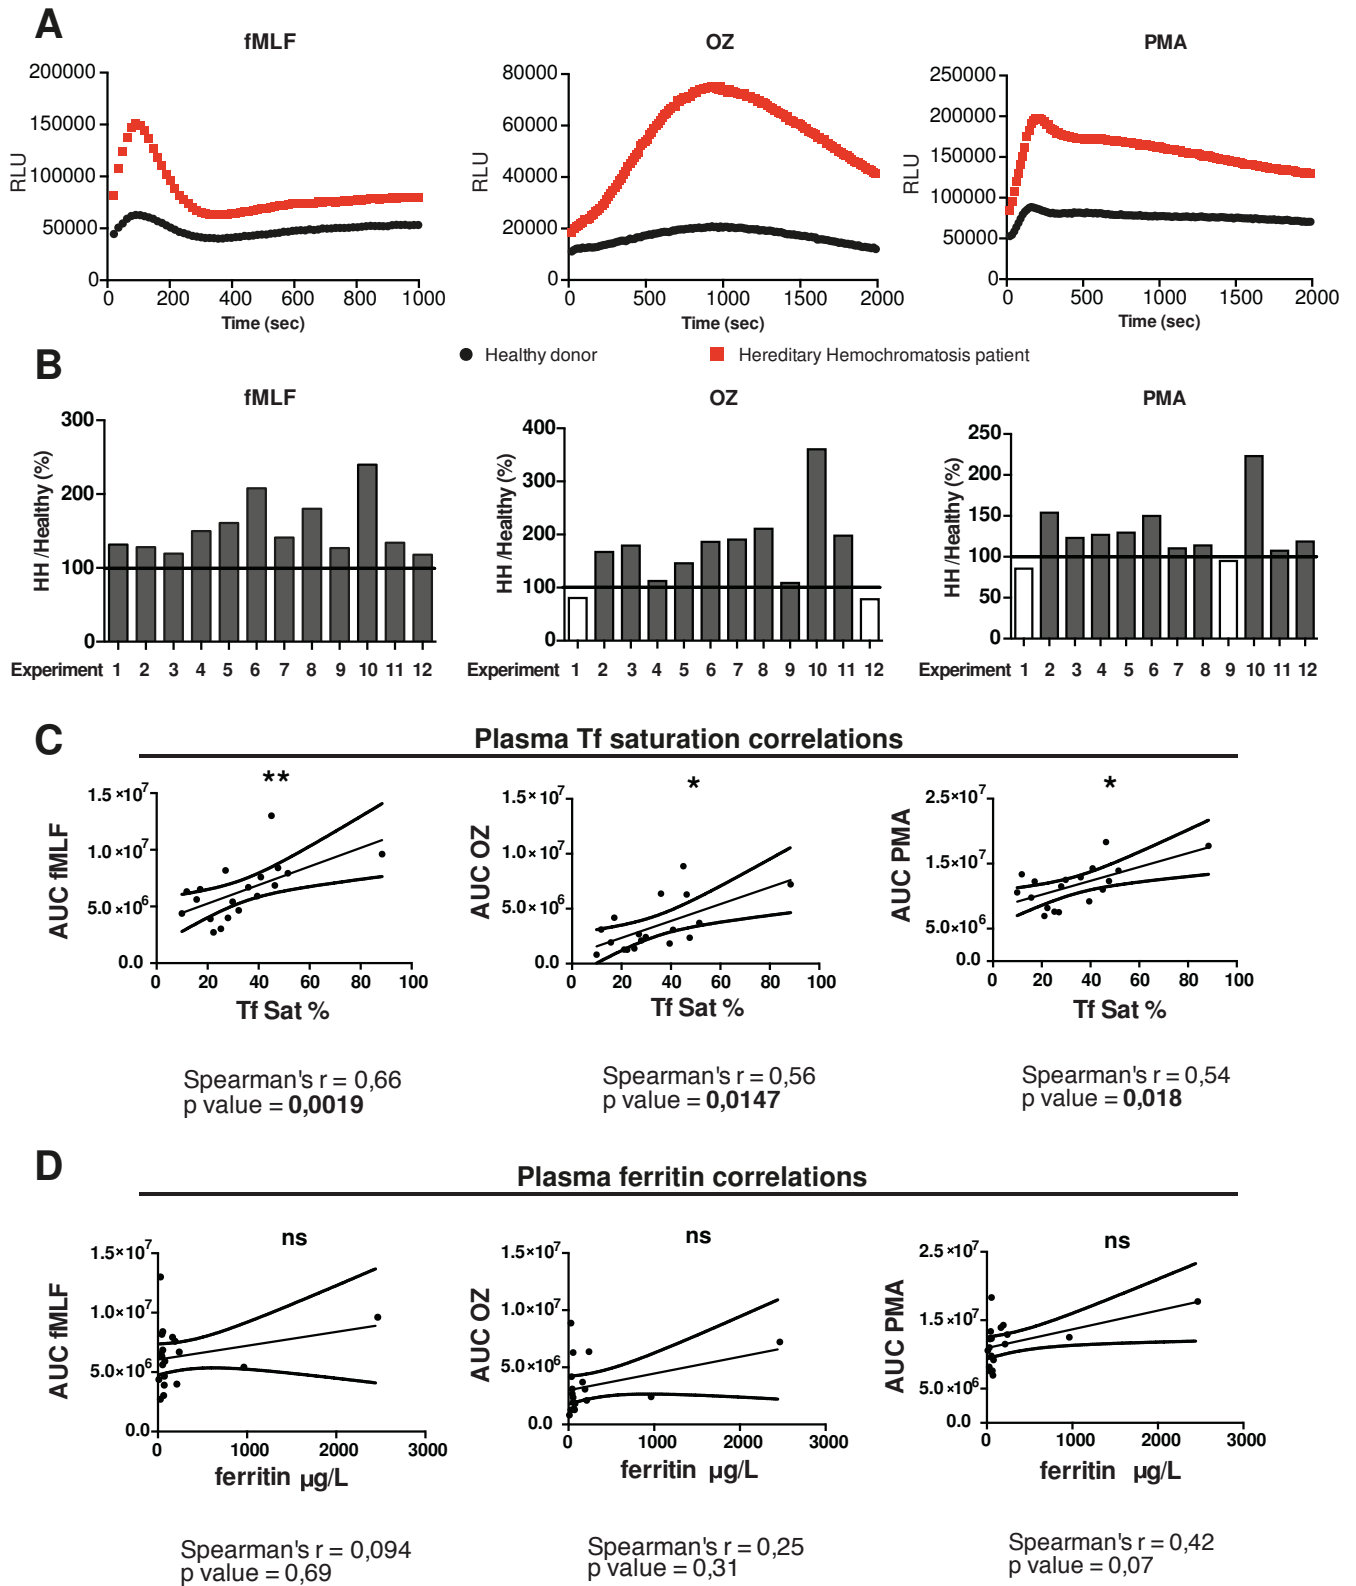 A
fMLF
OZ
PMA
200000
150000
100000
50000
0
RLU
0 200 400 600 800 1000
Time (sec)
80000
60000
40000
20000
0
RLU
0 500 1000 1500 2000
Time (sec)
250000
200000
150000
100000
50000
0
RLU
0 500 1000 1500 2000
Time (sec)
Healthy donor
Hereditary Hemochromatosis patient
B
fMLF
OZ
PMA
300
200
100
0
HH /Healthy (%)
Experiment 1 2 3 4 5 6 7 8 9 10 11 12
400
300
200
100
0
HH /Healthy (%)
Experiment 1 2 3 4 5 6 7 8 9 10 11 12
250
200
150
100
50
0
HH /Healthy (%)
Experiment 1 2 3 4 5 6 7 8 9 10 11 12
C
Plasma Tf saturation correlations
**
1.5×10⁷
1.0×10⁷
5.0×10⁶
0.0
AUC fMLF
0 20 40 60 80 100
Tf Sat %
Spearman's r = 0,66
p value = 0,0019
*
1.5×10⁷
1.0×10⁷
5.0×10⁶
0.0
AUC OZ
0 20 40 60 80 100
Tf Sat %
Spearman's r = 0,56
p value = 0,0147
*
2.5×10⁷
1.5×10⁷
5.0×10⁶
0.0
AUC PMA
0 20 40 60 80 100
Tf Sat %
Spearman's r = 0,54
p value = 0,018
D
Plasma ferritin correlations
ns
1.5×10⁷
1.0×10⁷
5.0×10⁶
0.0
AUC fMLF
0 1000 2000 3000
ferritin µg/L
Spearman's r = 0,094
p value = 0,69
ns
1.5×10⁷
1.0×10⁷
5.0×10⁶
0.0
AUC OZ
0 1000 2000 3000
ferritin µg/L
Spearman's r = 0,25
p value = 0,31
ns
2.5×10⁷
1.5×10⁷
5.0×10⁶
0.0
AUC PMA
0 1000 2000 3000
ferritin µg/L
Spearman's r = 0,42
p value = 0,07